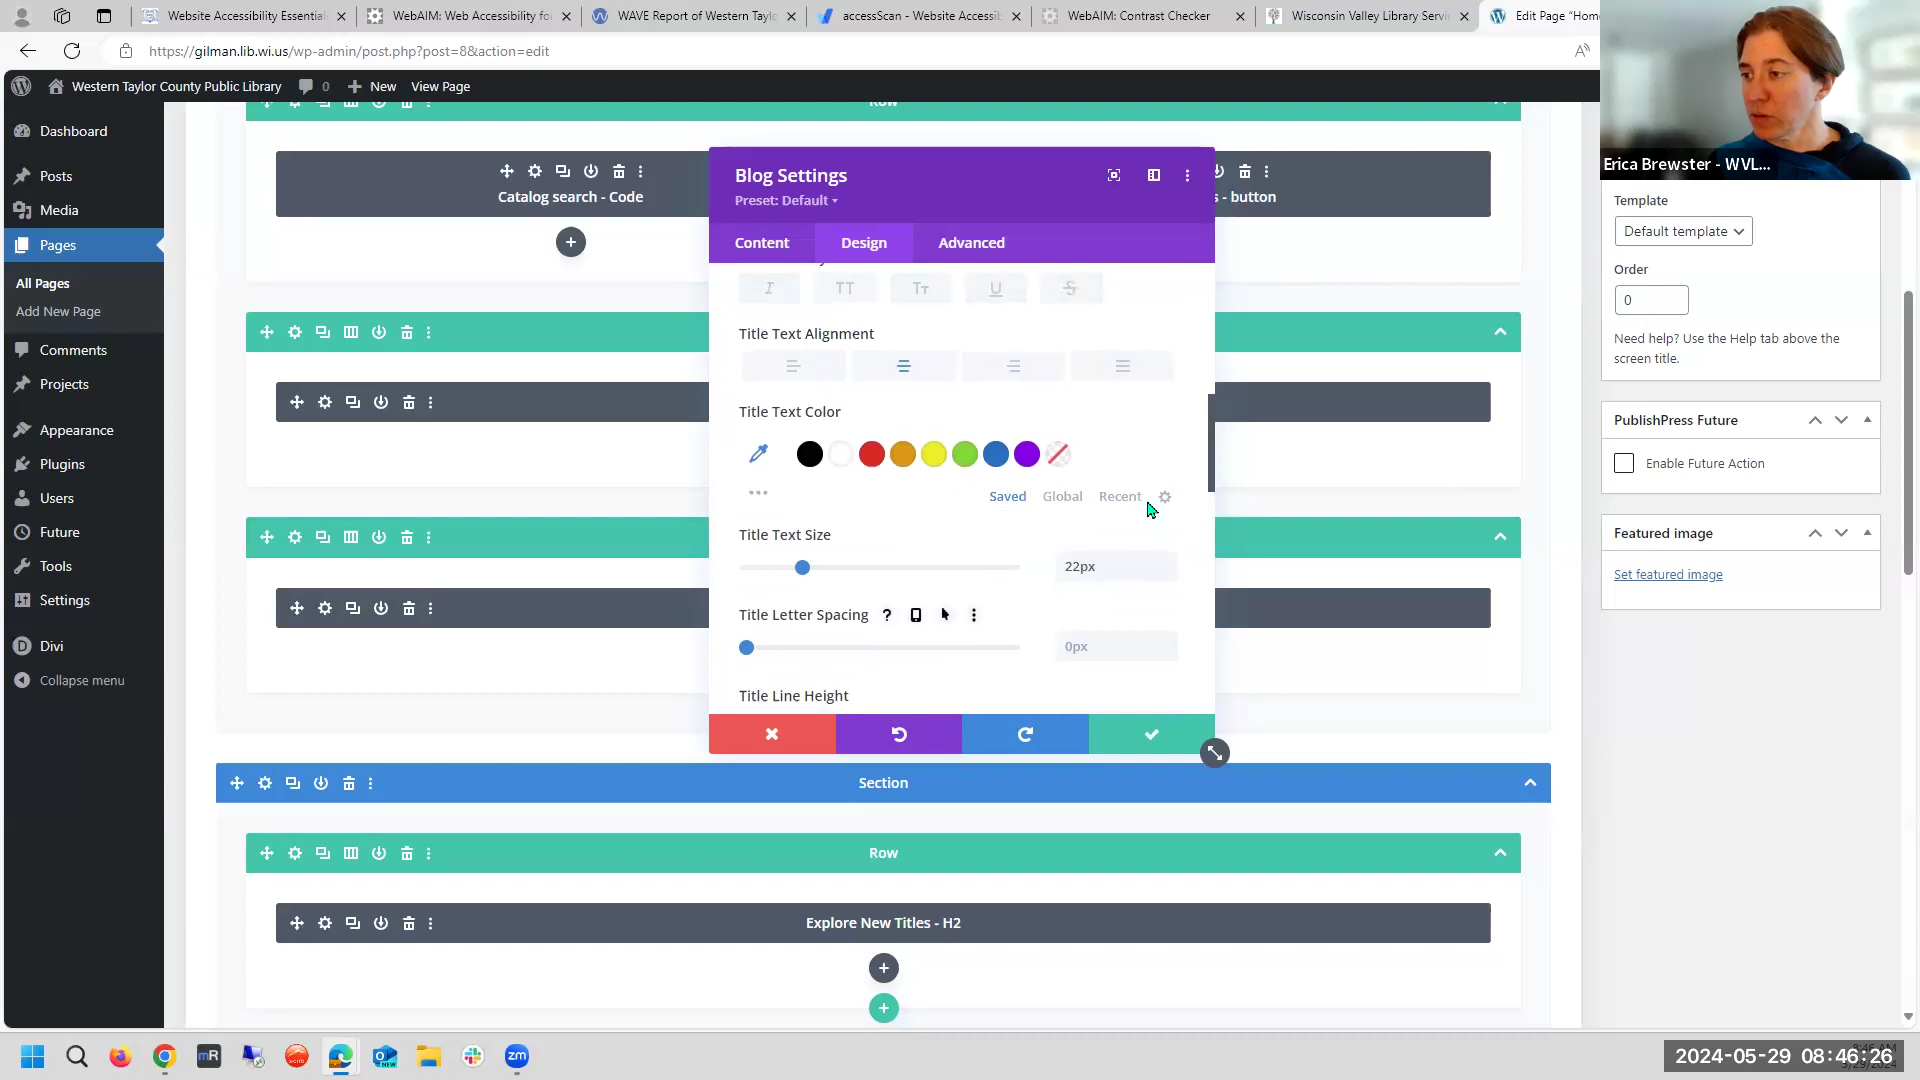 Website Accessibility Essential
WebAIM: Web Accessibility fo
WAVE Report of Western Taylo
accessScan - Website Accessib
WebAIM: Contrast Checker
Wisconsin Valley Library Servi
Edit Page "Hom
https://gilman.lib.wi.us/wp-admin/post.php?post=8&action=edit
Western Taylor County Public Library
0
New
View Page
Erica Brewster - WVL...
Dashboard
Posts
Media
Pages
All Pages
Add New Page
Comments
Projects
Appearance
Plugins
Users
Future
Tools
Settings
Divi
Collapse menu
Row
Catalog search - Code
s - button
Blog Settings
Preset: Default
Content
Design
Advanced
I
TT
Tт
U
S
Title Text Alignment
Title Text Color
Saved
Global
Recent
Title Text Size
22px
Title Letter Spacing
?
0px
Title Line Height
Section
Row
Explore New Titles - H2
Template
Default template
Order
0
Need help? Use the Help tab above the
screen title.
PublishPress Future
Enable Future Action
Featured image
Set featured image
mR
zm
NEW
2024-05-29 08:46:26